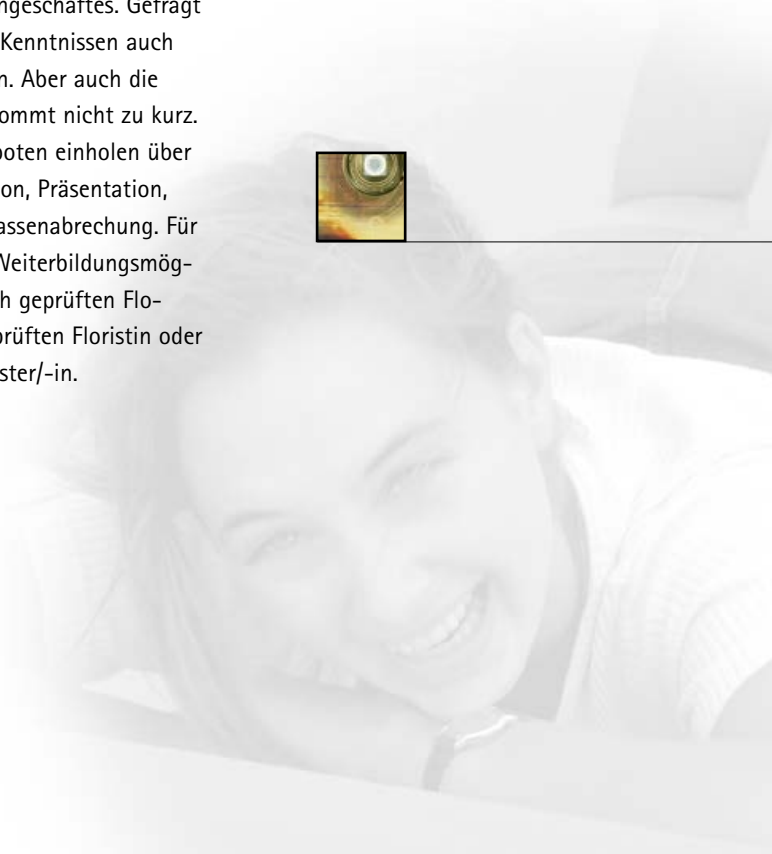 ngeschäftes. Gefragt
Kenntnissen auch
n. Aber auch die
ommt nicht zu kurz.
boten einholen über
on, Präsentation,
assenabrechung. Für
Weiterbildungsmög-
h geprüften Flo-
prüften Floristin oder
ster/-in.